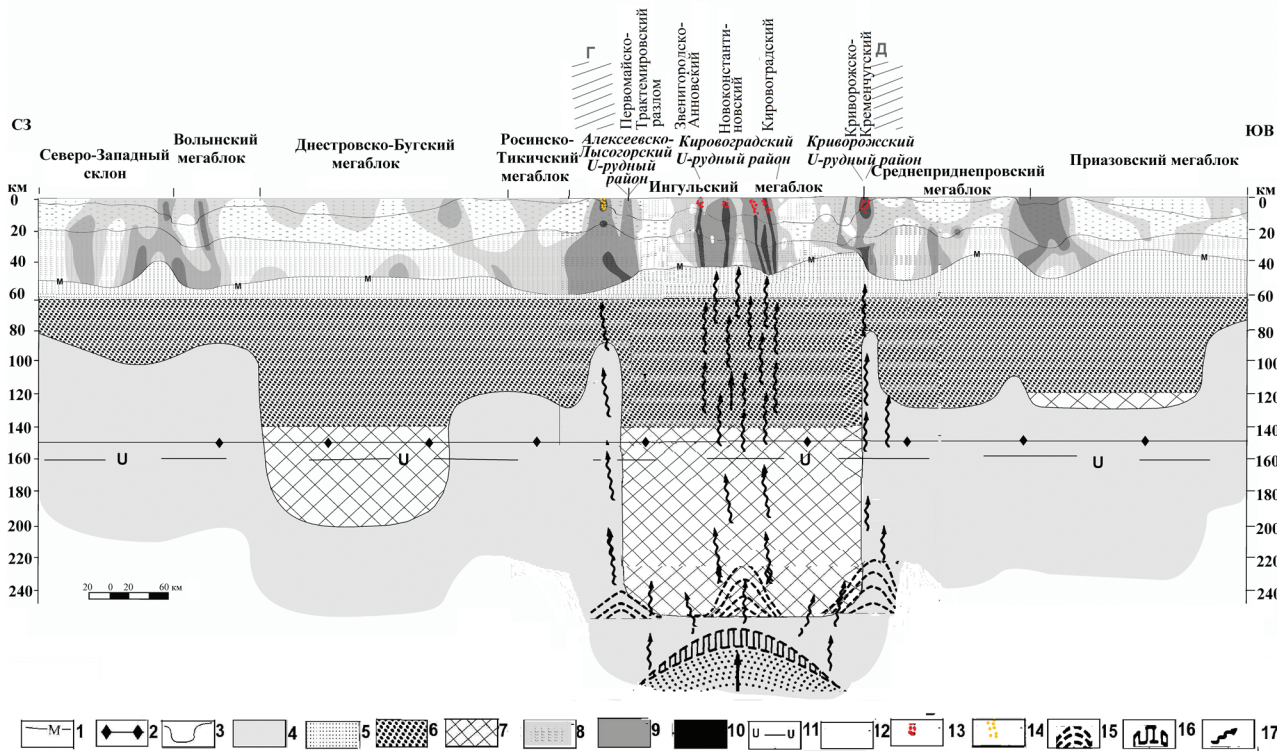 СЗ
ЮВ
Г
Д
Первомайско-
Трактемировский
разлом
Звенигородско-
Анновский
Новоконстанти-
новский
Кировоградский
Криворожско-
Кременчугский
Северо-Западный
склон
Волынский
мегаблок
Днестровско-Бугский
мегаблок
Росинско-
Тикичский
мегаблок
Алексеевско-
Лысогорский
U-рудный
район
Кировоградский
U-рудный район
Криворожский
U-рудный район
Ингульский мегаблок
Среднеприднепровский
мегаблок
Приазовский мегаблок
км
км
0
20
40
60
80
100
120
140
160
180
200
220
240
0
20
40
60
80
100
120
140
160
180
200
220
240
М
М
М
М
М
М
М
U
U
U
U
20 0 20 60 км
М 1
2
3
4
5
6
7
8
9
10
U U 11
12
13
14
15
16
17